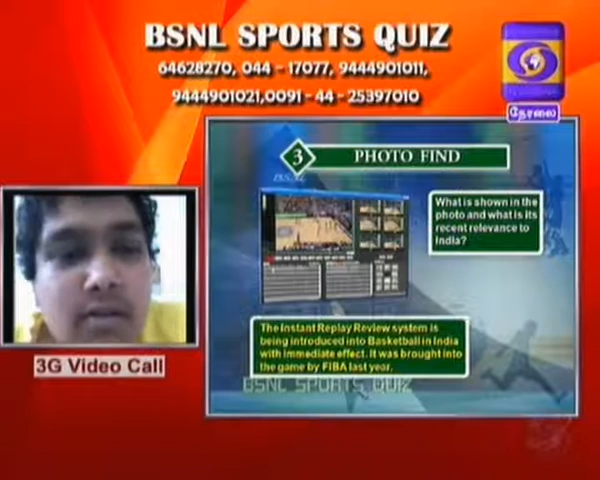 BSNL SPORTS QUIZ
64628270, 044 - 17077, 9444901011,
9444901021,0091 - 44 - 25397010
நேரலை
3
PHOTO FIND
What is shown in the
photo and what is its
recent relevance to
India?
The Instant Replay Review system is
being introduced into Basketball in India
with immediate effect. It was brought into
the game by FIBA last year.
BSNL SPORTS QUIZ
3G Video Call